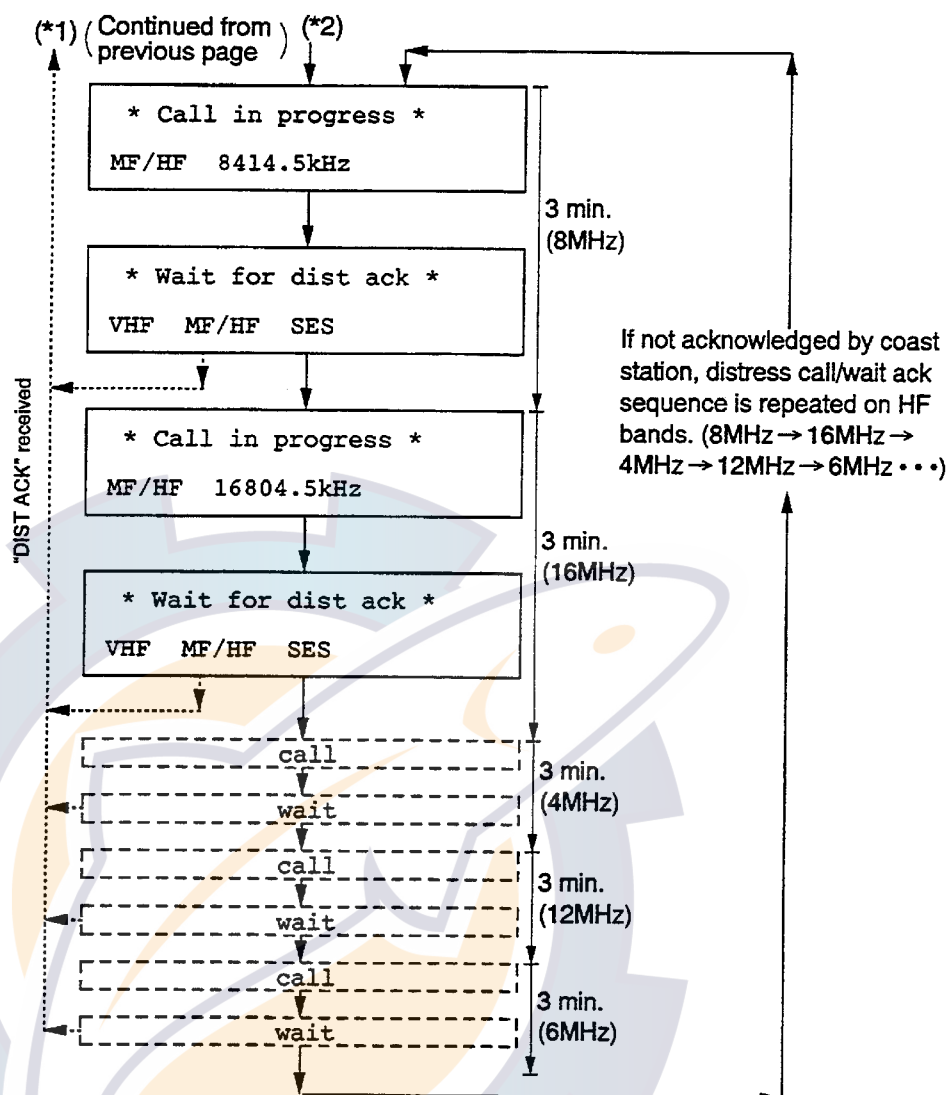 (*1) (Continued from previous page) (*2)
* Call in progress *
MF/HF 8414.5kHz
3 min.
(8MHz)
* Wait for dist ack *
VHF MF/HF SES
If not acknowledged by coast
station, distress call/wait ack
sequence is repeated on HF
bands. (8MHz→16MHz→
4MHz→12MHz→6MHz•••)
"DIST ACK" received
* Call in progress *
MF/HF 16804.5kHz
3 min.
(16MHz)
* Wait for dist ack *
VHF MF/HF SES
call
3 min.
(4MHz)
wait
call
3 min.
(12MHz)
wait
call
3 min.
(6MHz)
wait